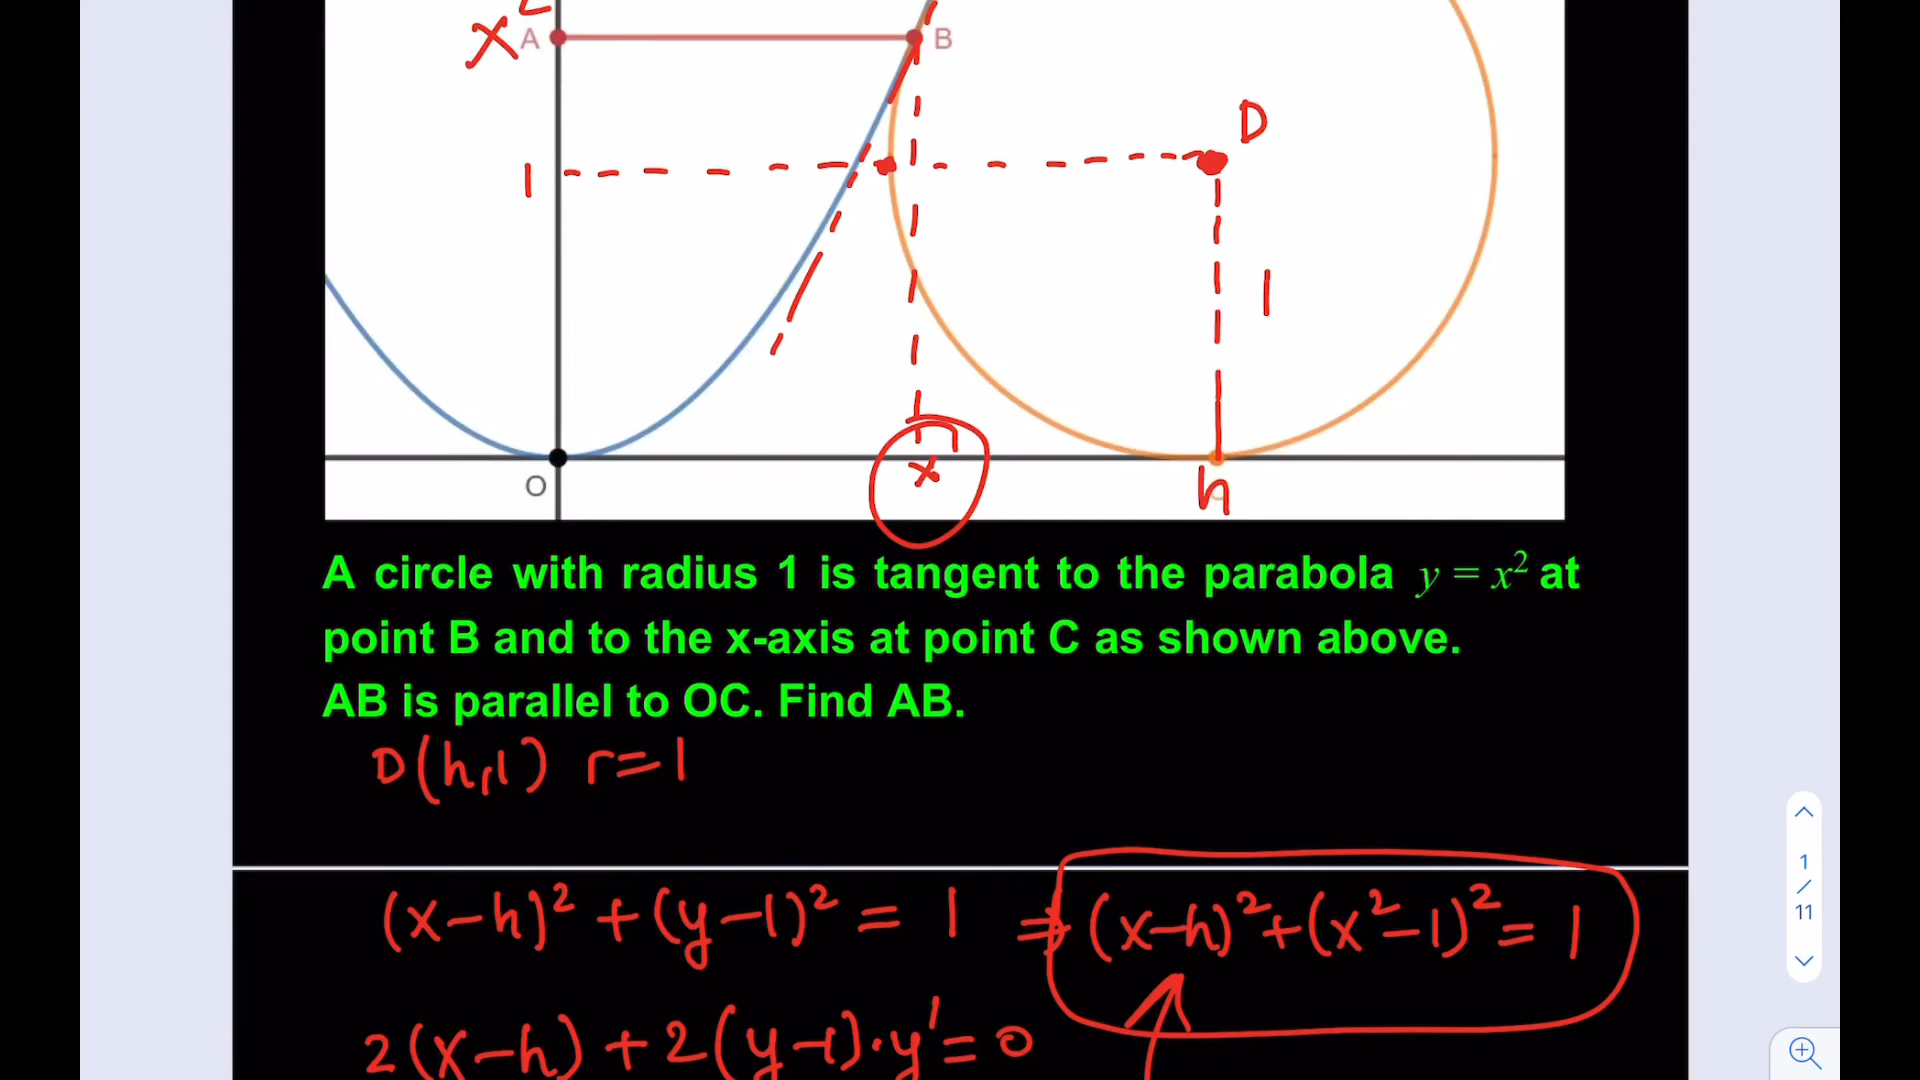 x²
A
B
D
1
1
x
O
h
A circle with radius 1 is tangent to the parabola y = x² at
point B and to the x-axis at point C as shown above.
AB is parallel to OC. Find AB.
D(h,1) r=1
(x-h)² + (y-1)² = 1 ⇒ (x-h)² + (x²-1)² = 1
2(x-h) + 2(y-1)·y' = 0
1
/
11